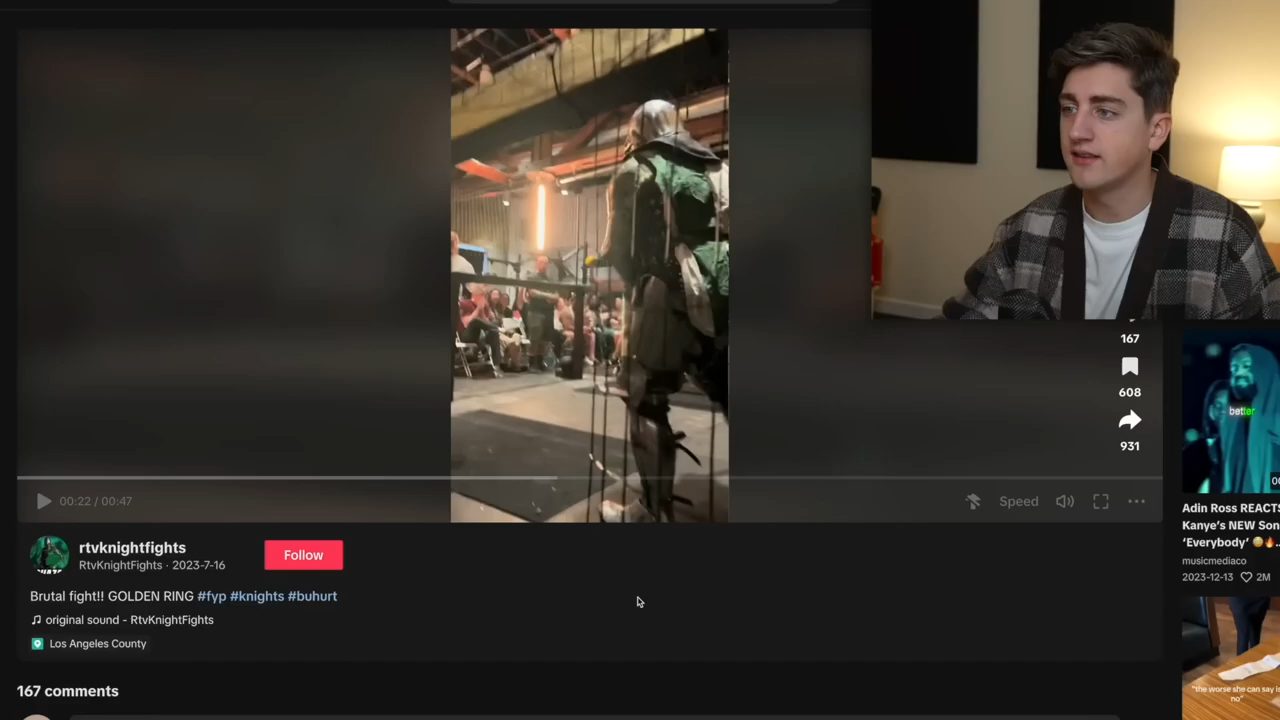 167
608
931
00:22 / 00:47
Speed
rtvknightfights
RtvKnightFights · 2023-7-16
Follow
Brutal fight!! GOLDEN RING #fyp #knights #buhurt
original sound - RtvKnightFights
Los Angeles County
167 comments
better
Adin Ross REACTS
Kanye's NEW Son
'Everybody'
musicmediaco
2023-12-13 2M
"the worse she can say is
no"